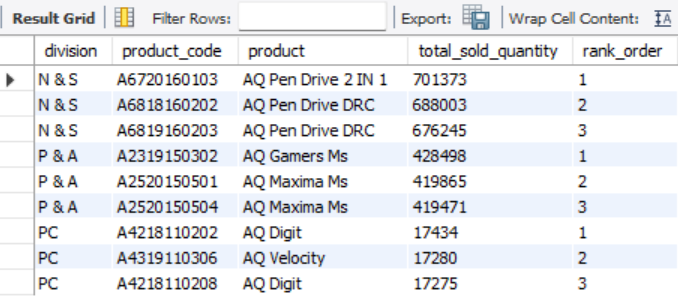 Result Grid Filter Rows: Export: Wrap Cell Content: IA
division product_code product total_sold_quantity rank_order
N & S A6720160103 AQ Pen Drive 2 IN 1 701373 1
N & S A6818160202 AQ Pen Drive DRC 688003 2
N & S A6819160203 AQ Pen Drive DRC 676245 3
P & A A2319150302 AQ Gamers Ms 428498 1
P & A A2520150501 AQ Maxima Ms 419865 2
P & A A2520150504 AQ Maxima Ms 419471 3
PC A4218110202 AQ Digit 17434 1
PC A4319110306 AQ Velocity 17280 2
PC A4218110208 AQ Digit 17275 3